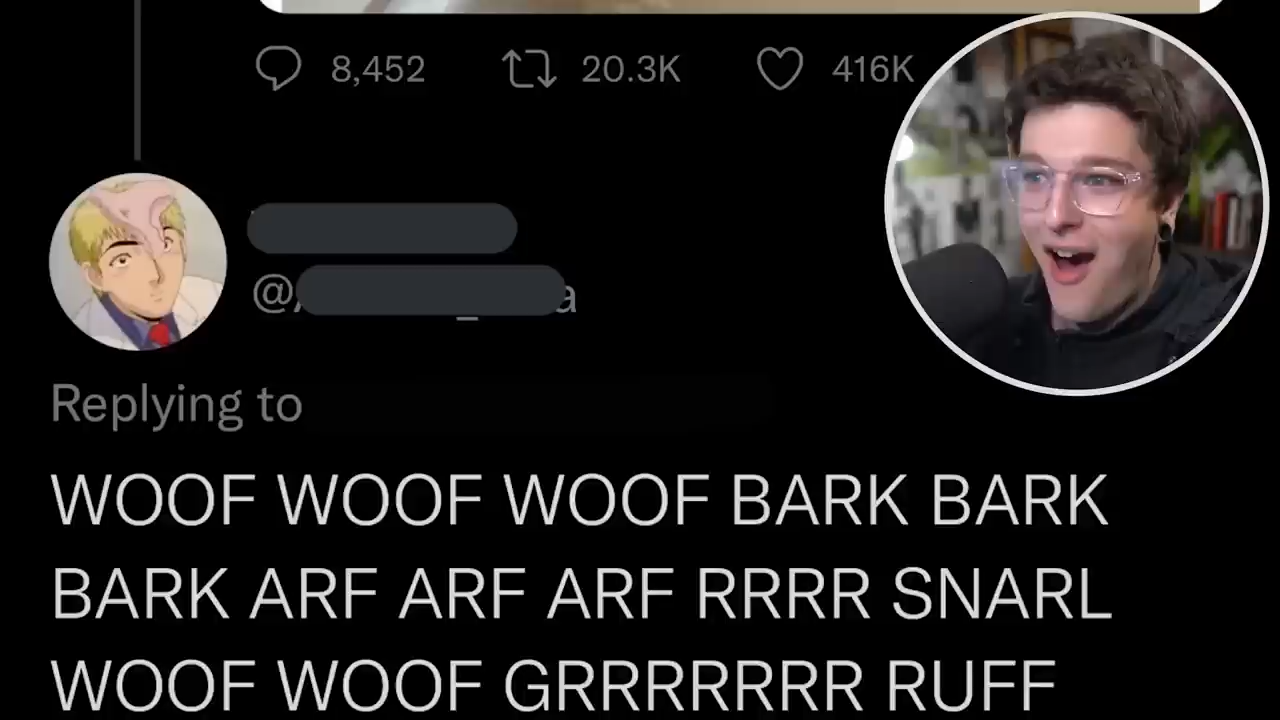 8,452 20.3K 416K
@ _ a
Replying to
WOOF WOOF WOOF BARK BARK
BARK ARF ARF ARF RRRR SNARL
WOOF WOOF GRRRRRRR RUFF